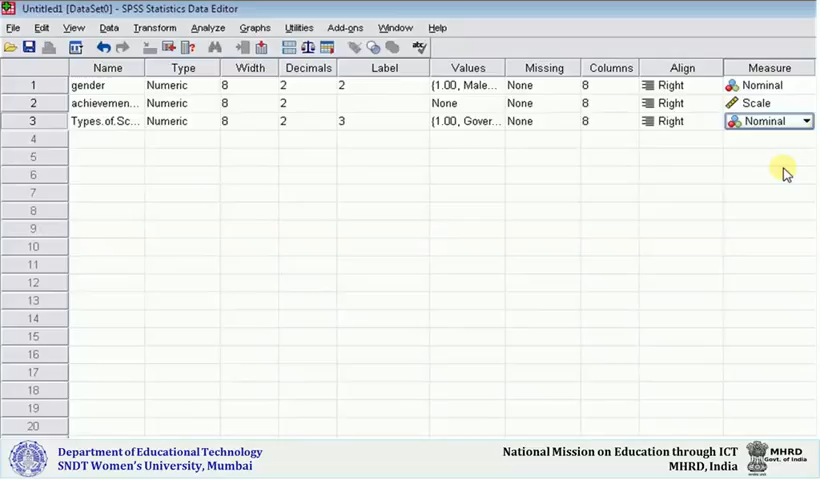 Untitled1 [DataSet0] - SPSS Statistics Data Editor
File Edit View Data Transform Analyze Graphs Utilities Add-ons Window Help
Name Type Width Decimals Label Values Missing Columns Align Measure
1 gender Numeric 8 2 2 {1.00, Male... None 8 Right Nominal
2 achievemen... Numeric 8 2 None None 8 Right Scale
3 Types.of.Sc... Numeric 8 2 3 {1.00, Gover... None 8 Right Nominal
4
5
6
7
8
9
10
11
12
13
14
15
16
17
18
19
20
Department of Educational Technology
SNDT Women's University, Mumbai
National Mission on Education through ICT
MHRD, India
MHRD
Govt. of India